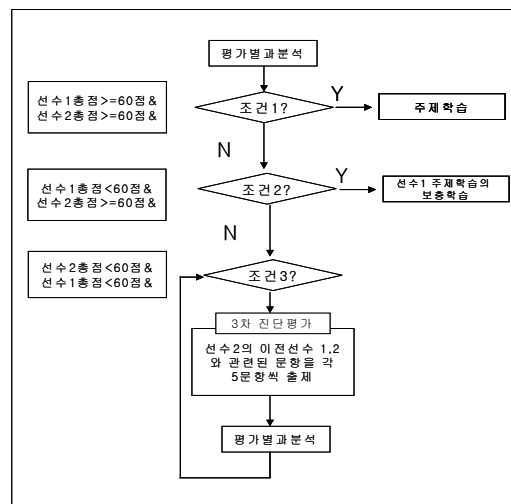 평가별과분석
선수1총점>=60점&
선수2총점>=60점&
조건1?
Y
주제학습
N
선수1총점<60점&
선수2총점>=60점&
조건2?
Y
선수1 주제학습의
보충학습
N
선수2총점<60점&
선수1총점<60점&
조건3?
3차 진단평가
선수2의 이전선수 1,2
와 관련된 문항을 각
5문항씩 출제
평가별과분석